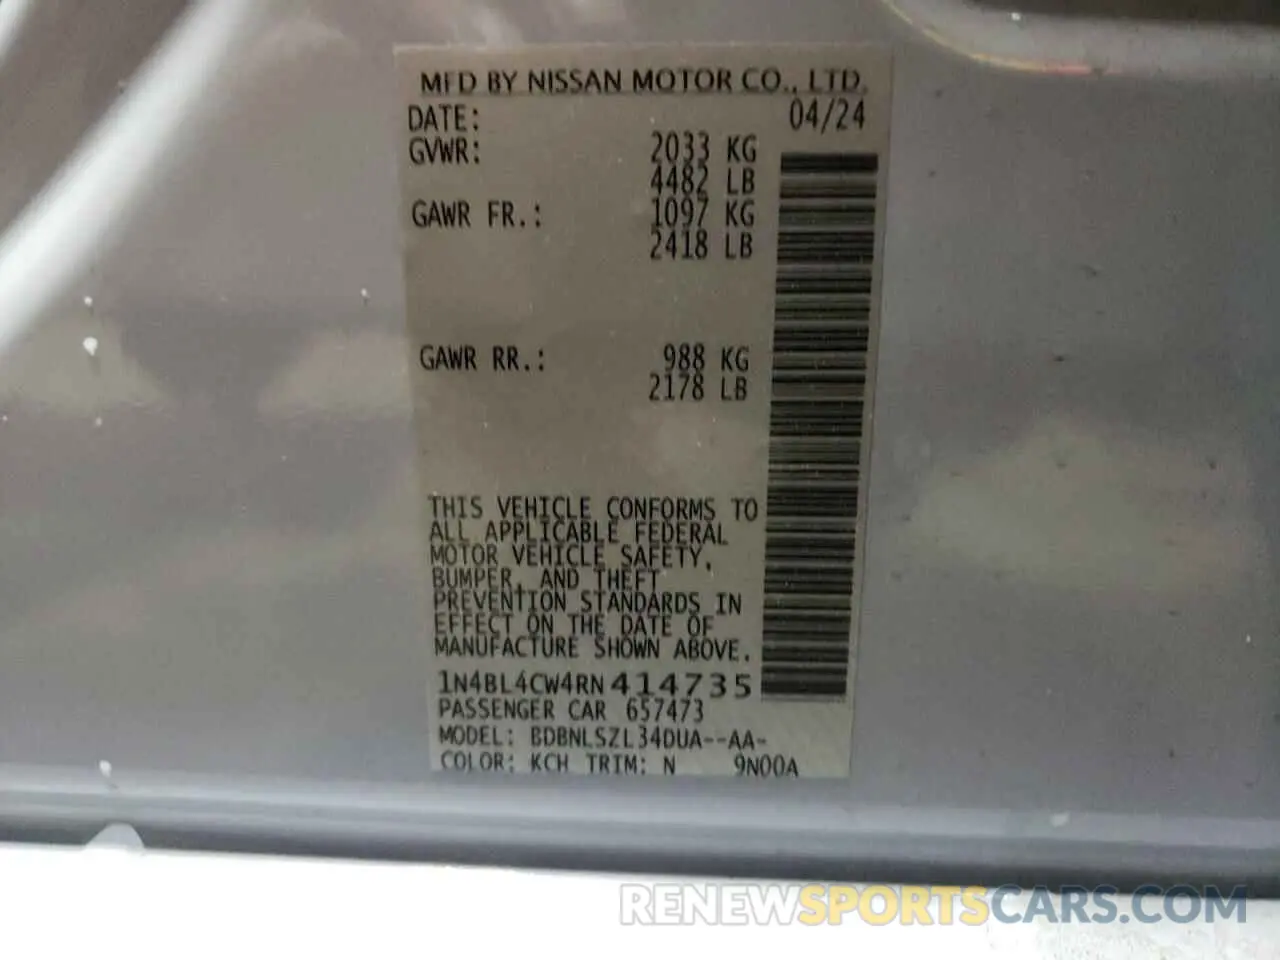 MFD BY NISSAN MOTOR CO., LTD.
DATE: 04/24
GVWR: 2033 KG
4482 LB
GAWR FR.: 1097 KG
2418 LB
GAWR RR.: 988 KG
2178 LB
THIS VEHICLE CONFORMS TO
ALL APPLICABLE FEDERAL
MOTOR VEHICLE SAFETY,
BUMPER, AND THEFT
PREVENTION STANDARDS IN
EFFECT ON THE DATE OF
MANUFACTURE SHOWN ABOVE.
1N4BL4CW4RN414735
PASSENGER CAR 657473
MODEL: BDBNLSZL34DUA--AA-
COLOR: KCH TRIM: N 9N00A
RENEWSPORTSCARS.COM